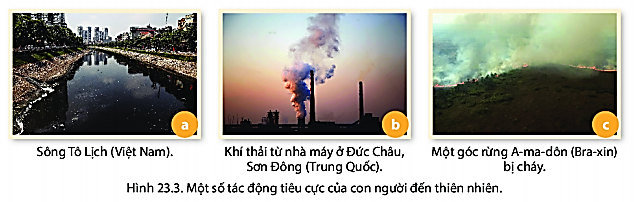 a
b
c
Sông Tô Lịch (Việt Nam).
Khí thải từ nhà máy ở Đức Châu,
Sơn Đông (Trung Quốc).
Một góc rừng A-ma-dôn (Bra-xin)
bị cháy.
Hình 23.3. Một số tác động tiêu cực của con người đến thiên nhiên.